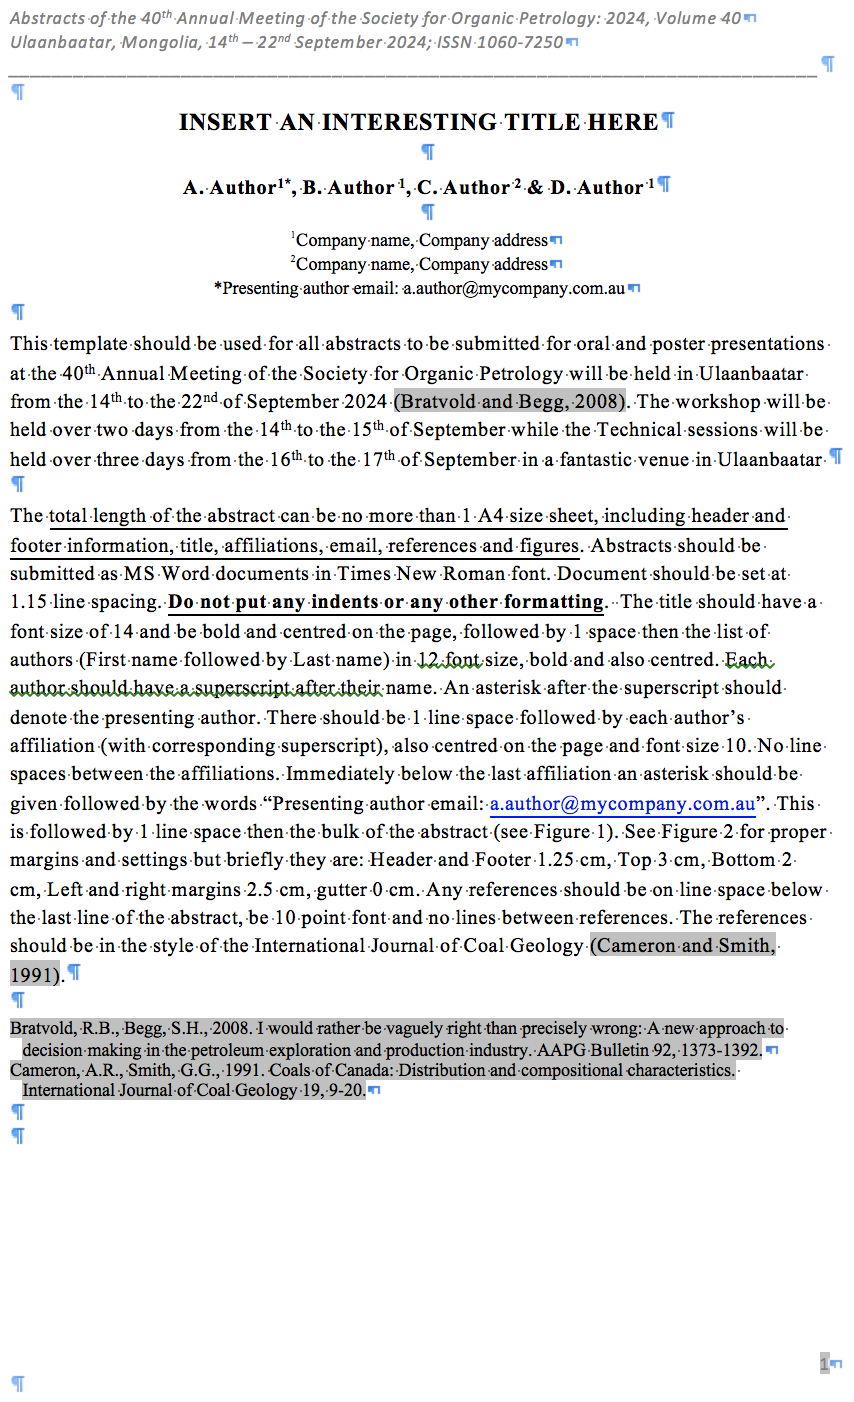 Abstracts of the 40th Annual Meeting of the Society for Organic Petrology: 2024, Volume 40¶
Ulaanbaatar, Mongolia, 14th – 22nd September 2024; ISSN 1060-7250¶
¶
¶
INSERT AN INTERESTING TITLE HERE¶
¶
A. Author1*, B. Author 1, C. Author 2 & D. Author 1¶
¶
1Company name, Company address¶
2Company name, Company address¶
*Presenting author email: a.author@mycompany.com.au¶
¶
This template should be used for all abstracts to be submitted for oral and poster presentations
at the 40th Annual Meeting of the Society for Organic Petrology will be held in Ulaanbaatar
from the 14th to the 22nd of September 2024 (Bratvold and Begg, 2008). The workshop will be
held over two days from the 14th to the 15th of September while the Technical sessions will be
held over three days from the 16th to the 17th of September in a fantastic venue in Ulaanbaatar ¶
¶
The total length of the abstract can be no more than 1 A4 size sheet, including header and
footer information, title, affiliations, email, references and figures. Abstracts should be
submitted as MS Word documents in Times New Roman font. Document should be set at
1.15 line spacing. Do not put any indents or any other formatting. The title should have a
font size of 14 and be bold and centred on the page, followed by 1 space then the list of
authors (First name followed by Last name) in 12 font size, bold and also centred. Each
author should have a superscript after their name. An asterisk after the superscript should
denote the presenting author. There should be 1 line space followed by each author’s
affiliation (with corresponding superscript), also centred on the page and font size 10. No line
spaces between the affiliations. Immediately below the last affiliation an asterisk should be
given followed by the words “Presenting author email: a.author@mycompany.com.au”. This
is followed by 1 line space then the bulk of the abstract (see Figure 1). See Figure 2 for proper
margins and settings but briefly they are: Header and Footer 1.25 cm, Top 3 cm, Bottom 2
cm, Left and right margins 2.5 cm, gutter 0 cm. Any references should be on line space below
the last line of the abstract, be 10 point font and no lines between references. The references
should be in the style of the International Journal of Coal Geology (Cameron and Smith,
1991).¶
¶
Bratvold, R.B., Begg, S.H., 2008. I would rather be vaguely right than precisely wrong: A new approach to
decision making in the petroleum exploration and production industry. AAPG Bulletin 92, 1373-1392.¶
Cameron, A.R., Smith, G.G., 1991. Coals of Canada: Distribution and compositional characteristics.
International Journal of Coal Geology 19, 9-20.¶
¶
¶
1¶
¶